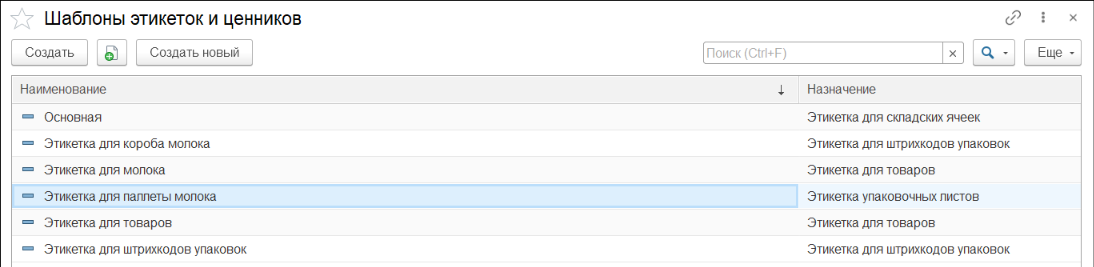 Шаблоны этикеток и ценников
Создать Создать новый Поиск (Ctrl+F) Еще
Наименование Назначение
Основная Этикетка для складских ячеек
Этикетка для короба молока Этикетка для штрихкодов упаковок
Этикетка для молока Этикетка для товаров
Этикетка для паллеты молока Этикетка упаковочных листов
Этикетка для товаров Этикетка для товаров
Этикетка для штрихкодов упаковок Этикетка для штрихкодов упаковок